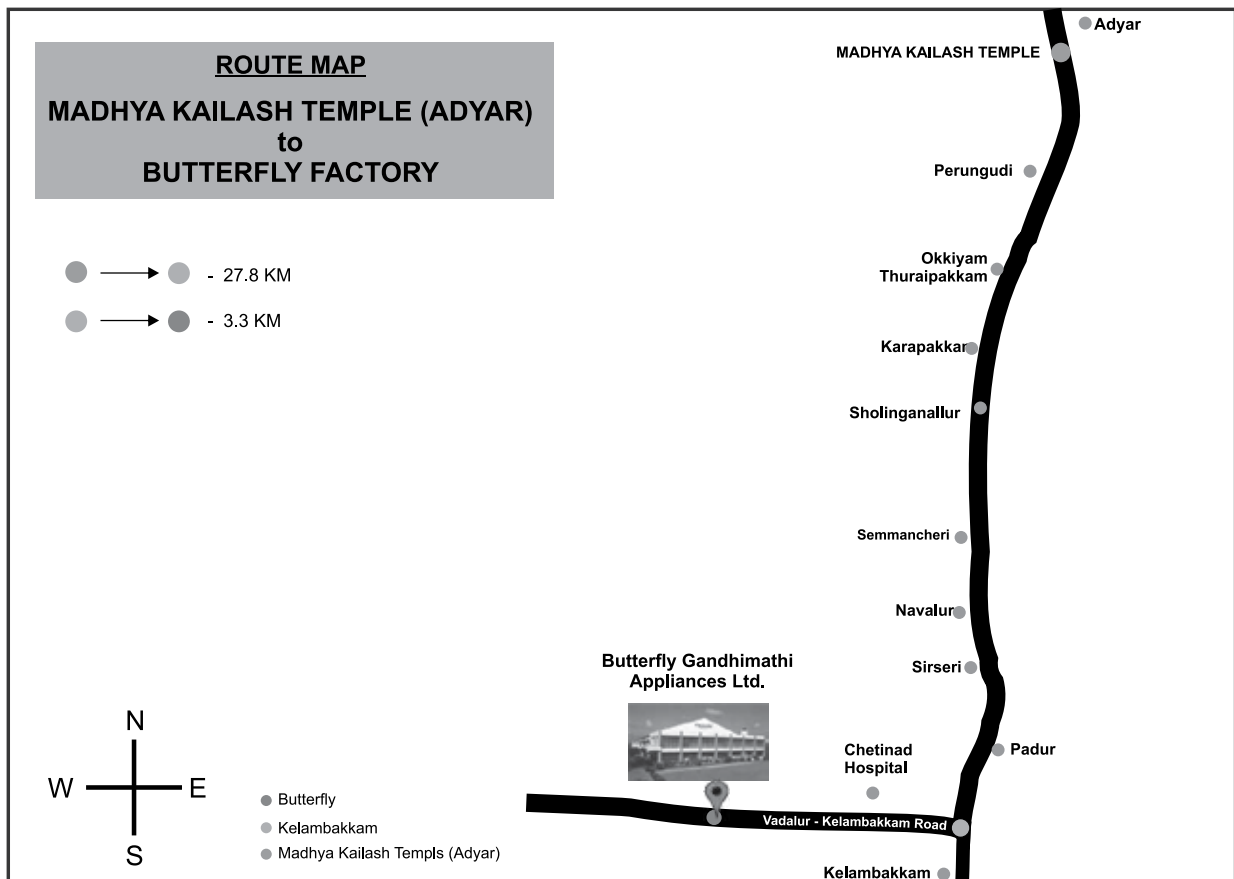 ROUTE MAP
MADHYA KAILASH TEMPLE (ADYAR)
to
BUTTERFLY FACTORY
- 27.8 KM
- 3.3 KM
Adyar
MADHYA KAILASH TEMPLE
Perungudi
Okkiyam
Thuraipakkam
Karapakkar
Sholinganallur
Semmancheri
Navalur
Sirseri
Butterfly Gandhimathi
Appliances Ltd.
Padur
Chetinad
Hospital
Vadalur - Kelambakkam Road
Kelambakkam
N
W E
S
Butterfly
Kelambakkam
Madhya Kailash Templs (Adyar)